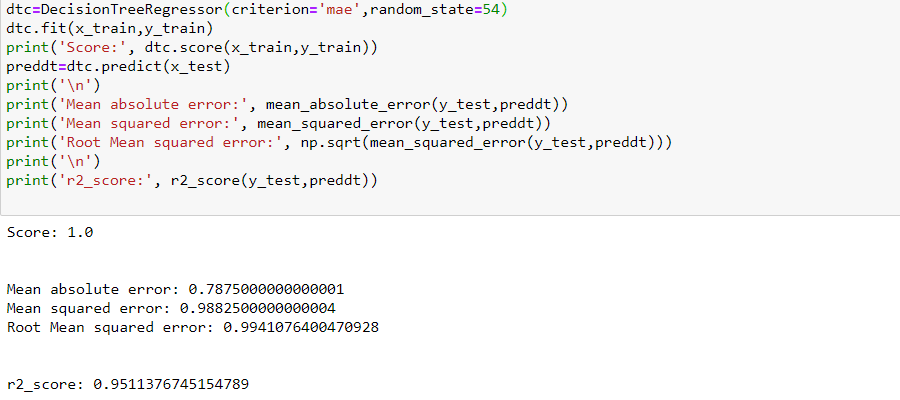 dtc=DecisionTreeRegressor(criterion='mae',random_state=54)
dtc.fit(x_train,y_train)
print('Score:', dtc.score(x_train,y_train))
preddt=dtc.predict(x_test)
print('\n')
print('Mean absolute error:', mean_absolute_error(y_test,preddt))
print('Mean squared error:', mean_squared_error(y_test,preddt))
print('Root Mean squared error:', np.sqrt(mean_squared_error(y_test,preddt)))
print('\n')
print('r2_score:', r2_score(y_test,preddt))
Score: 1.0
Mean absolute error: 0.7875000000000001
Mean squared error: 0.9882500000000004
Root Mean squared error: 0.9941076400470928
r2_score: 0.9511376745154789